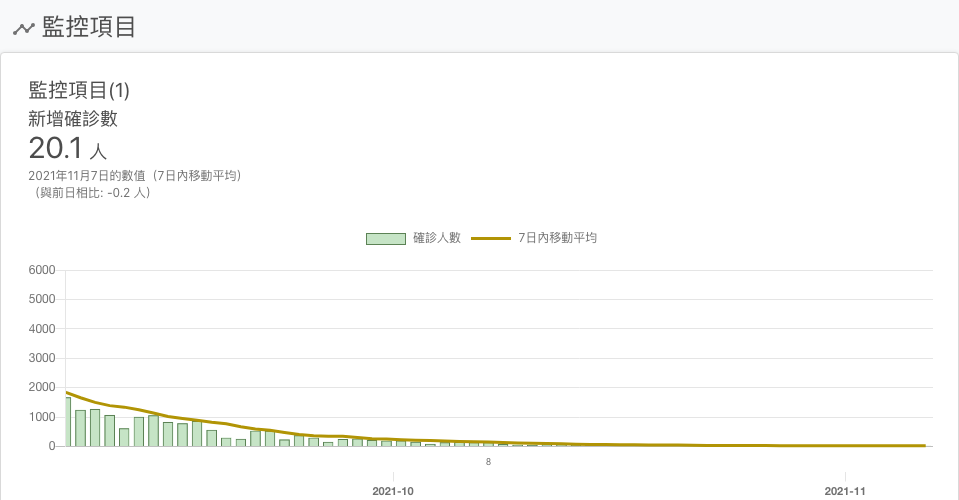 監控項目
監控項目(1)
新增確診數
20.1 人
2021年11月7日的數值（7日內移動平均）
（與前日相比: -0.2 人）
確診人數 7日內移動平均
6000
5000
4000
3000
2000
1000
0
8
2021-10 2021-11